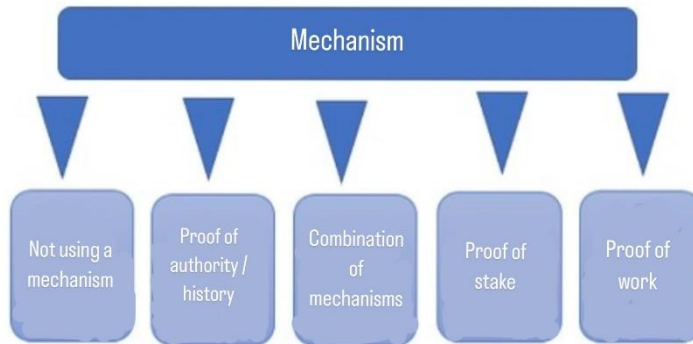 Mechanism
Not using a
mechanism
Proof of
authority /
history
Combination
of
mechanisms
Proof of
stake
Proof of
work